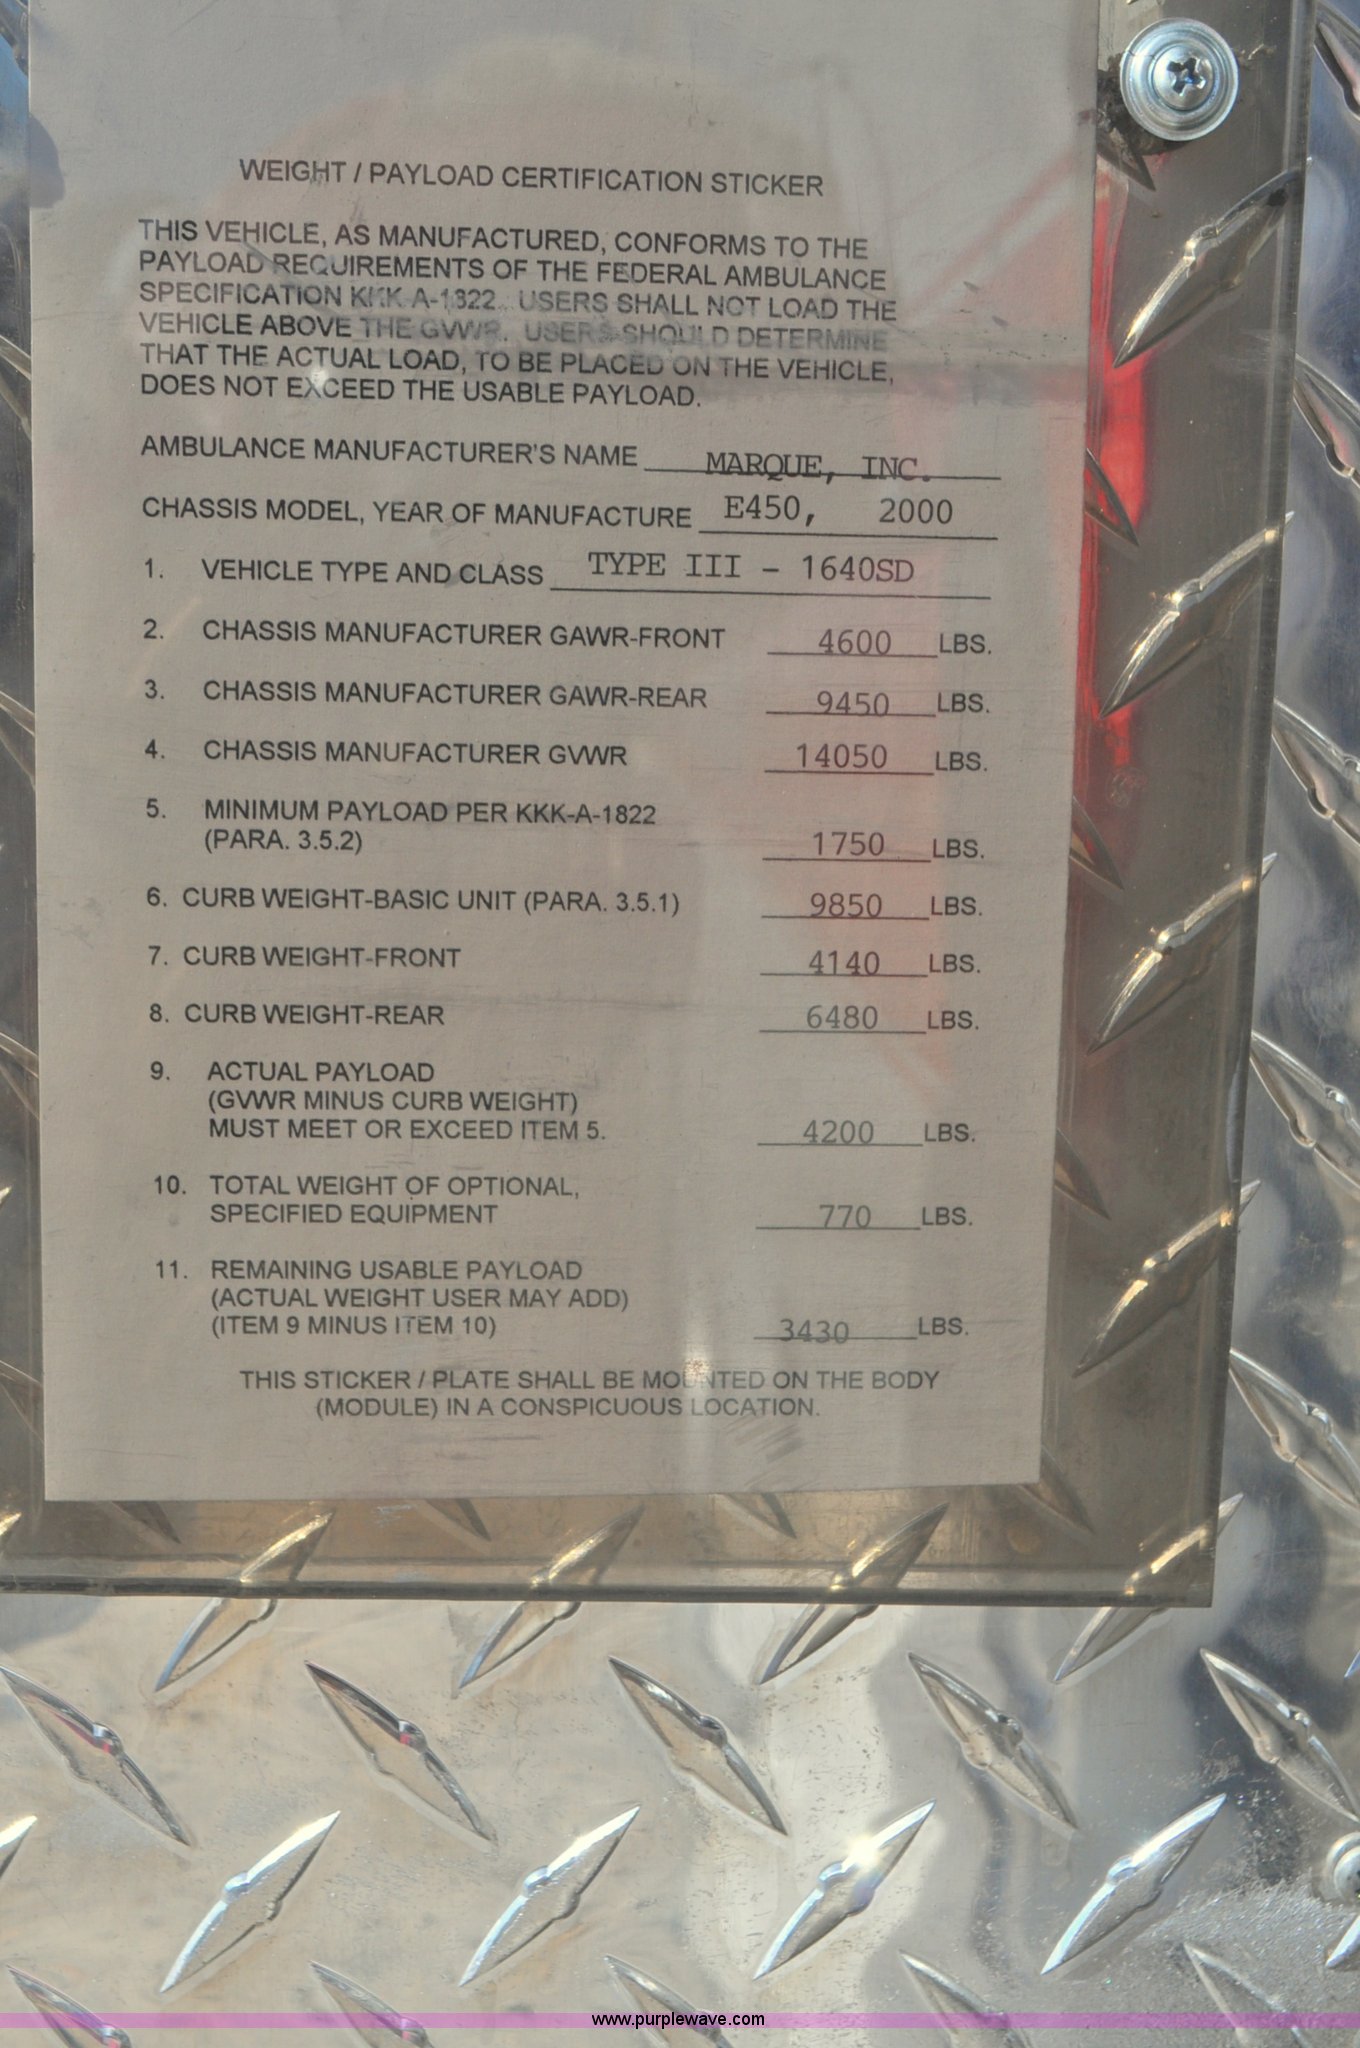 WEIGHT / PAYLOAD CERTIFICATION STICKER
THIS VEHICLE, AS MANUFACTURED, CONFORMS TO THE
PAYLOAD REQUIREMENTS OF THE FEDERAL AMBULANCE
SPECIFICATION KKK A-1822. USERS SHALL NOT LOAD THE
VEHICLE ABOVE THE GVWR. USERS SHOULD DETERMINE
THAT THE ACTUAL LOAD, TO BE PLACED ON THE VEHICLE,
DOES NOT EXCEED THE USABLE PAYLOAD.
AMBULANCE MANUFACTURER'S NAME MARQUE, INC.
CHASSIS MODEL, YEAR OF MANUFACTURE E450, 2000
1. VEHICLE TYPE AND CLASS TYPE III - 1640SD
2. CHASSIS MANUFACTURER GAWR-FRONT 4600 LBS.
3. CHASSIS MANUFACTURER GAWR-REAR 9450 LBS.
4. CHASSIS MANUFACTURER GVWR 14050 LBS.
5. MINIMUM PAYLOAD PER KKK-A-1822
(PARA. 3.5.2) 1750 LBS.
6. CURB WEIGHT-BASIC UNIT (PARA. 3.5.1) 9850 LBS.
7. CURB WEIGHT-FRONT 4140 LBS.
8. CURB WEIGHT-REAR 6480 LBS.
9. ACTUAL PAYLOAD
(GVWR MINUS CURB WEIGHT)
MUST MEET OR EXCEED ITEM 5. 4200 LBS.
10. TOTAL WEIGHT OF OPTIONAL,
SPECIFIED EQUIPMENT 770 LBS.
11. REMAINING USABLE PAYLOAD
(ACTUAL WEIGHT USER MAY ADD)
(ITEM 9 MINUS ITEM 10) 3430 LBS.
THIS STICKER / PLATE SHALL BE MOUNTED ON THE BODY
(MODULE) IN A CONSPICUOUS LOCATION.
www.purplewave.com